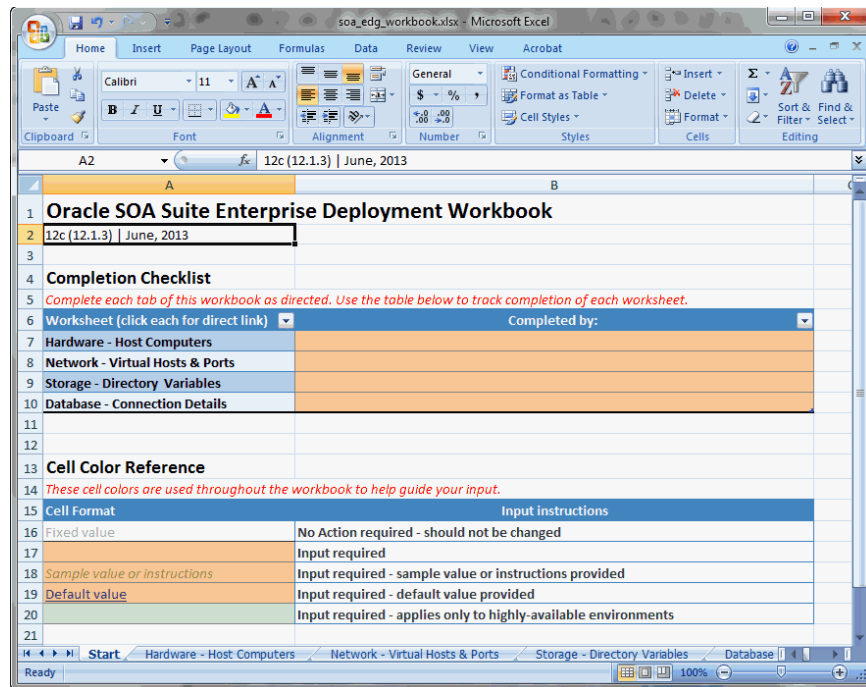 soa_edg_workbook.xlsx - Microsoft Excel
Home Insert Page Layout Formulas Data Review View Acrobat
Calibri 11 A A General Conditional Formatting Insert Σ
Paste B I U A $ % , Format as Table Delete Sort & Find &
.0 .00 .00 .0 Cell Styles Format Filter Select
Clipboard Font Alignment Number Styles Cells Editing
A2 fx 12c (12.1.3) | June, 2013
A B C
1 Oracle SOA Suite Enterprise Deployment Workbook
2 12c (12.1.3) | June, 2013
3
4 Completion Checklist
5 Complete each tab of this workbook as directed. Use the table below to track completion of each worksheet.
6 Worksheet (click each for direct link) Completed by:
7 Hardware - Host Computers
8 Network - Virtual Hosts & Ports
9 Storage - Directory Variables
10 Database - Connection Details
11
12
13 Cell Color Reference
14 These cell colors are used throughout the workbook to help guide your input.
15 Cell Format Input instructions
16 Fixed value No Action required - should not be changed
17 Input required
18 Sample value or instructions Input required - sample value or instructions provided
19 Default value Input required - default value provided
20 Input required - applies only to highly-available environments
21
Start Hardware - Host Computers Network - Virtual Hosts & Ports Storage - Directory Variables Database
Ready 100%